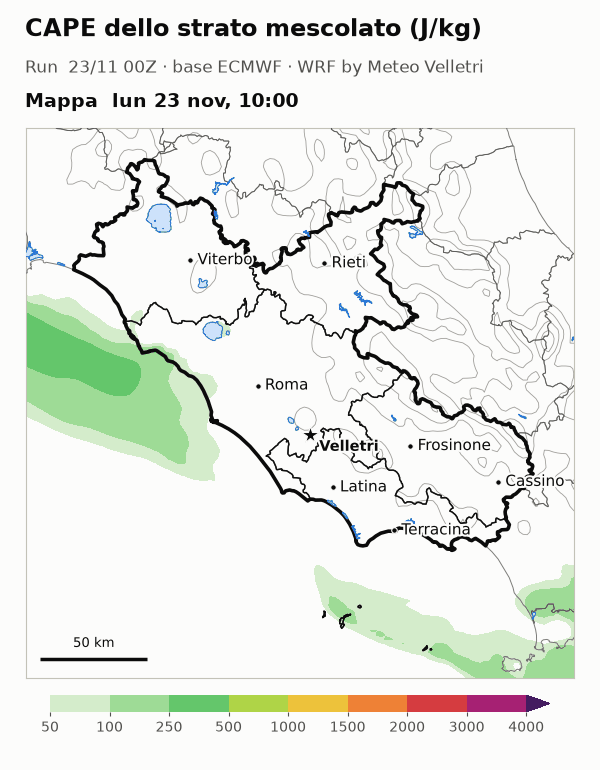 CAPE dello strato mescolato (J/kg)
Run  23/11 00Z · base ECMWF · WRF by Meteo Velletri
Mappa  lun 23 nov, 10:00
Viterbo
Rieti
Roma
Velletri
Frosinone
Cassino
Latina
Terracina
50 km
50 100 250 500 1000 1500 2000 3000 4000